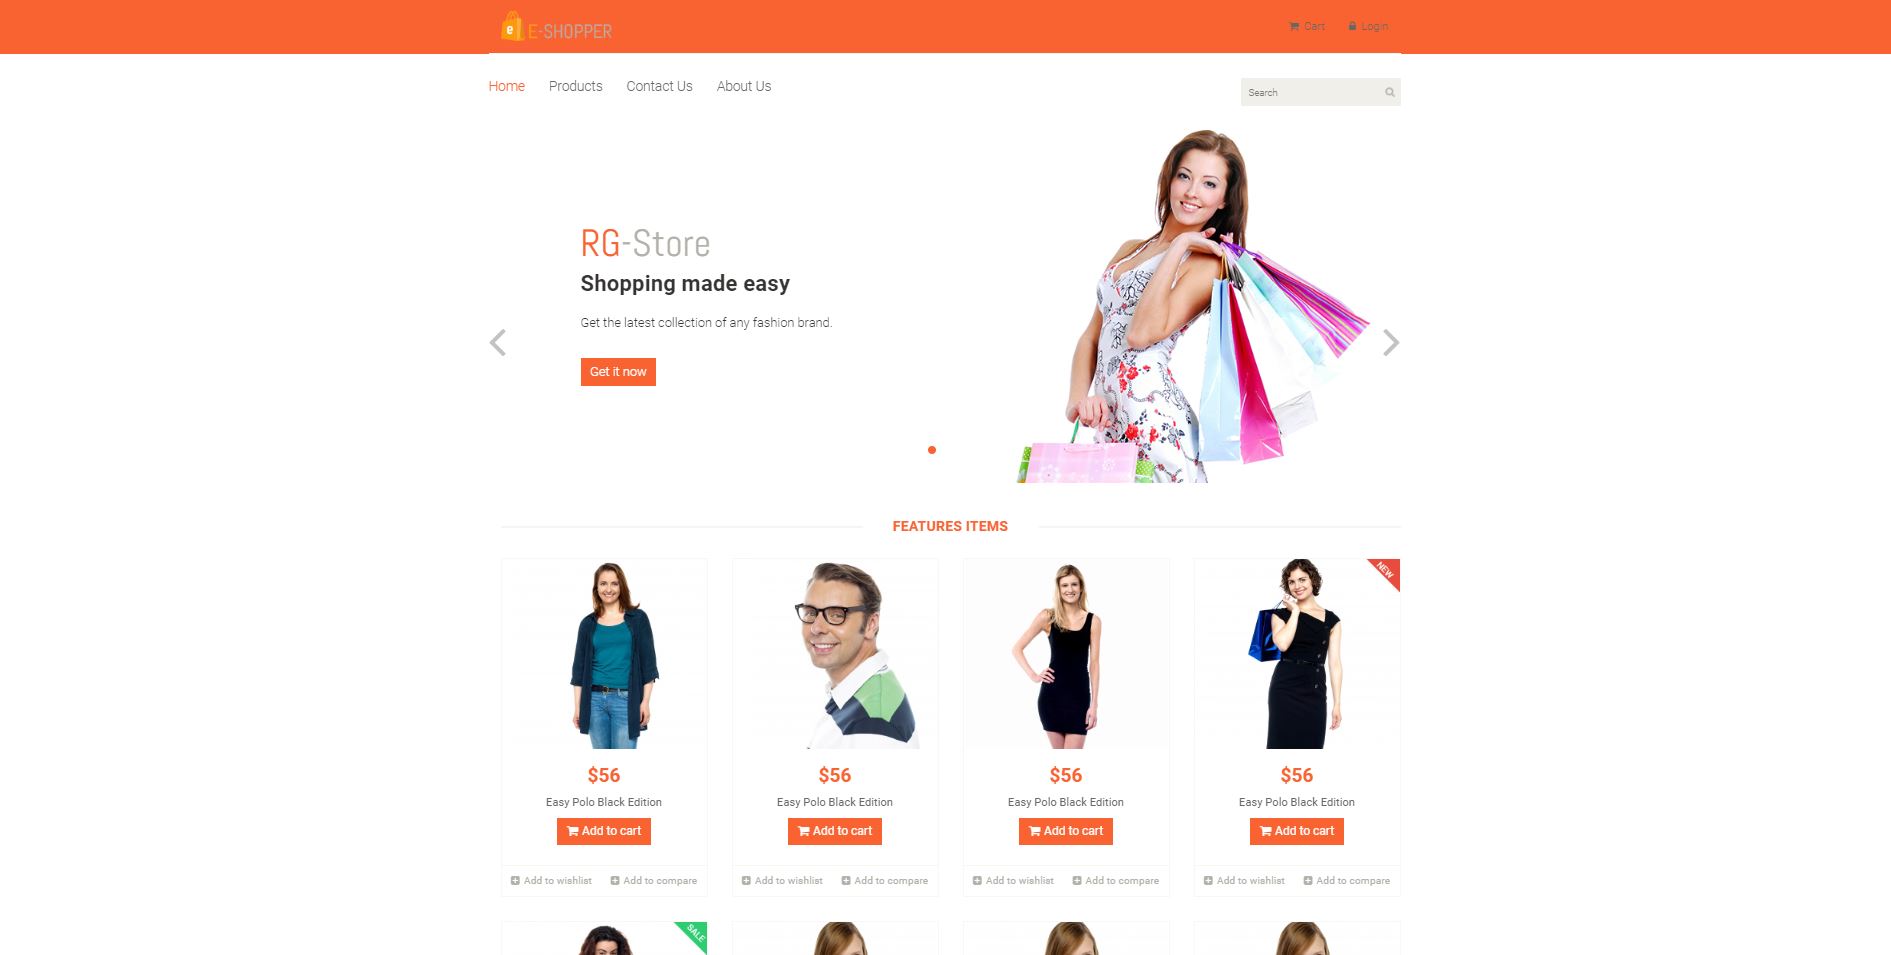 e E-SHOPPER
Cart Login
Home Products Contact Us About Us
Search
RG-Store
Shopping made easy
Get the latest collection of any fashion brand.
Get it now
FEATURES ITEMS
NEW
$56 $56 $56 $56
Easy Polo Black Edition Easy Polo Black Edition Easy Polo Black Edition Easy Polo Black Edition
Add to cart Add to cart Add to cart Add to cart
Add to wishlist Add to compare Add to wishlist Add to compare Add to wishlist Add to compare Add to wishlist Add to compare
SALE